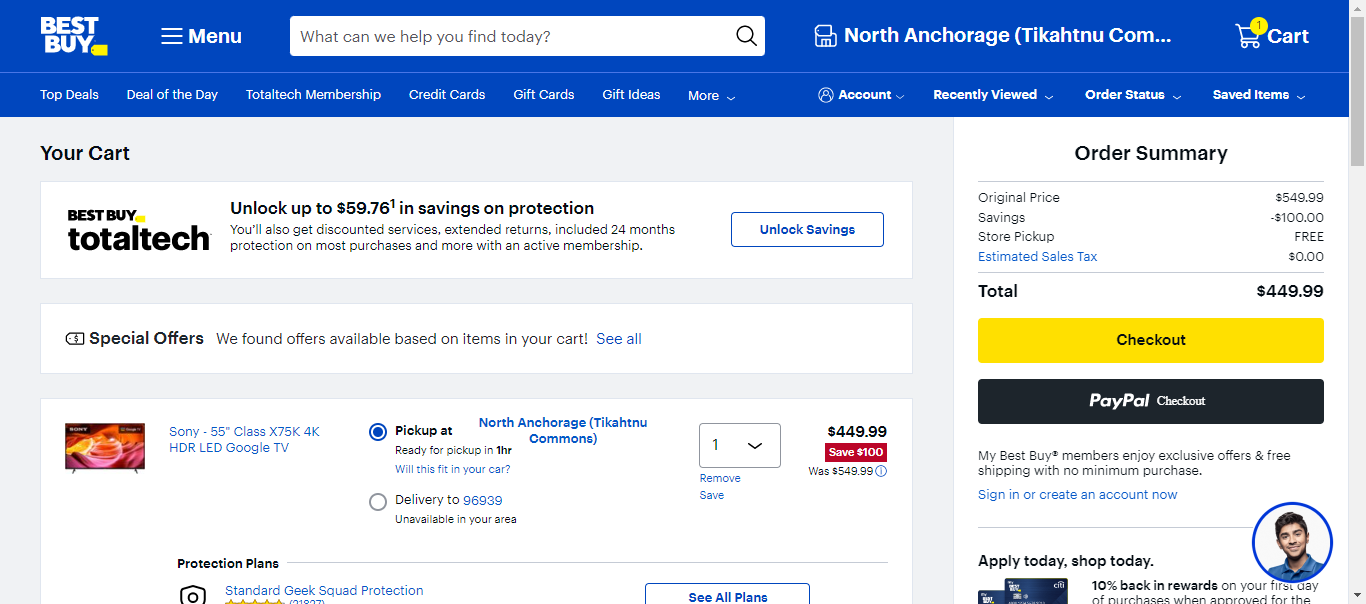 BEST BUY
Menu
What can we help you find today?
North Anchorage (Tikahtnu Com...
1
Cart
Top Deals
Deal of the Day
Totaltech Membership
Credit Cards
Gift Cards
Gift Ideas
More
Account
Recently Viewed
Order Status
Saved Items
Your Cart
BEST BUY
totaltech
Unlock up to $59.76¹ in savings on protection
You'll also get discounted services, extended returns, included 24 months
protection on most purchases and more with an active membership.
Unlock Savings
Special Offers We found offers available based on items in your cart! See all
SONY
Sony - 55" Class X75K 4K
HDR LED Google TV
Pickup at North Anchorage (Tikahtnu
Commons)
Ready for pickup in 1hr
Will this fit in your car?
Delivery to 96939
Unavailable in your area
1
Remove
Save
$449.99
Save $100
Was $549.99
Protection Plans
Standard Geek Squad Protection
See All Plans
Order Summary
Original Price $549.99
Savings -$100.00
Store Pickup FREE
Estimated Sales Tax $0.00
Total $449.99
Checkout
PayPal Checkout
My Best Buy® members enjoy exclusive offers & free
shipping with no minimum purchase.
Sign in or create an account now
Apply today, shop today.
10% back in rewards on your first day
of purchases when approved for the
citi